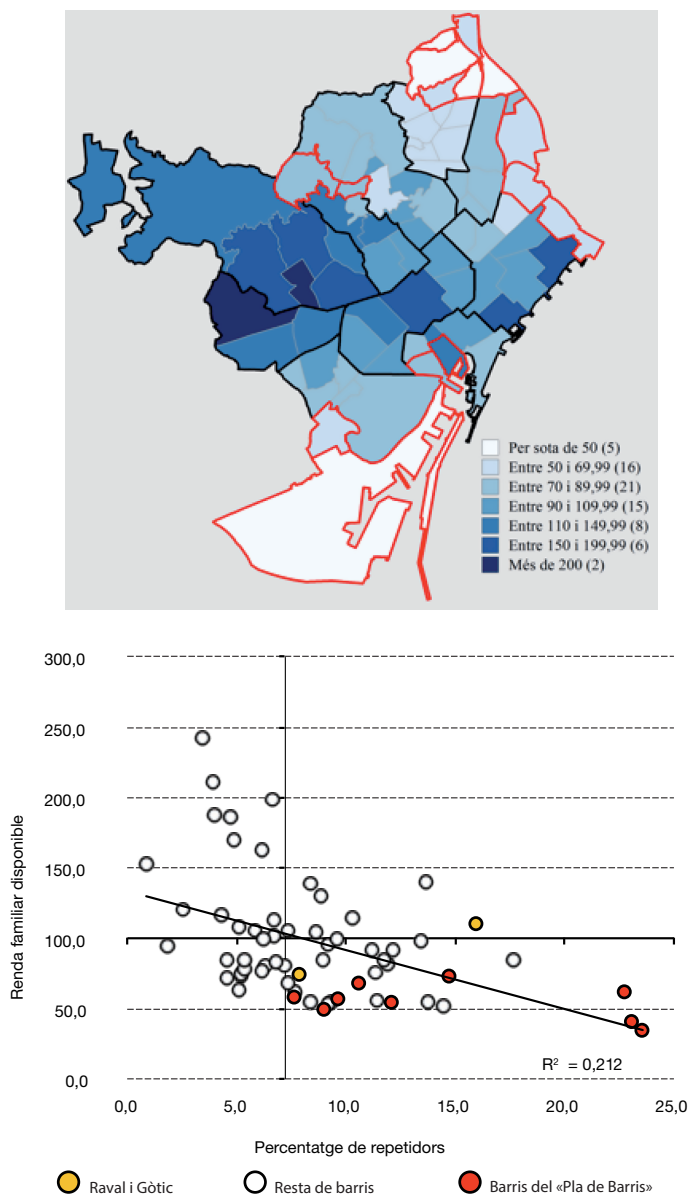 Per sota de 50 (5)
Entre 50 i 69,99 (16)
Entre 70 i 89,99 (21)
Entre 90 i 109,99 (15)
Entre 110 i 149,99 (8)
Entre 150 i 199,99 (6)
Més de 200 (2)
300,0
250,0
200,0
150,0
100,0
50,0
0,0
Renda familiar disponible
R² = 0,212
0,0 5,0 10,0 15,0 20,0 25,0
Percentatge de repetidors
Raval i Gòtic Resta de barris Barris del «Pla de Barris»